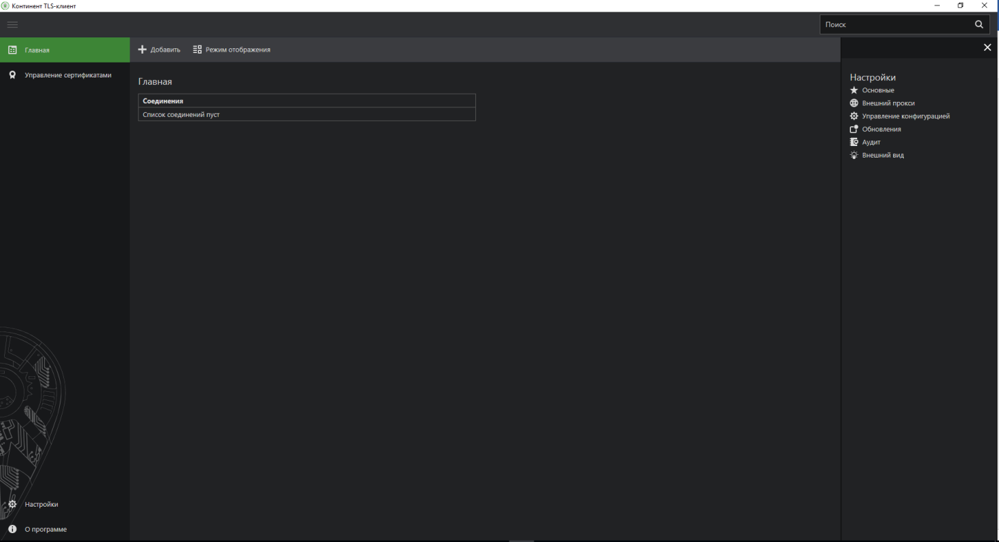 Континент TLS-клиент
Поиск
Главная
Управление сертификатами
Добавить
Режим отображения
Главная
Соединения
Список соединений пуст
Настройки
Основные
Внешний прокси
Управление конфигурацией
Обновления
Аудит
Внешний вид
Настройки
О программе